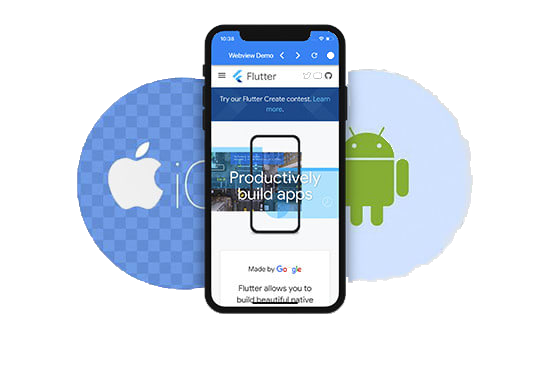 10:38
Webview Demo
Flutter
Try our Flutter Create contest. Learn
more.
Productively
build apps
Made by Google
Flutter allows you to
build beautiful native